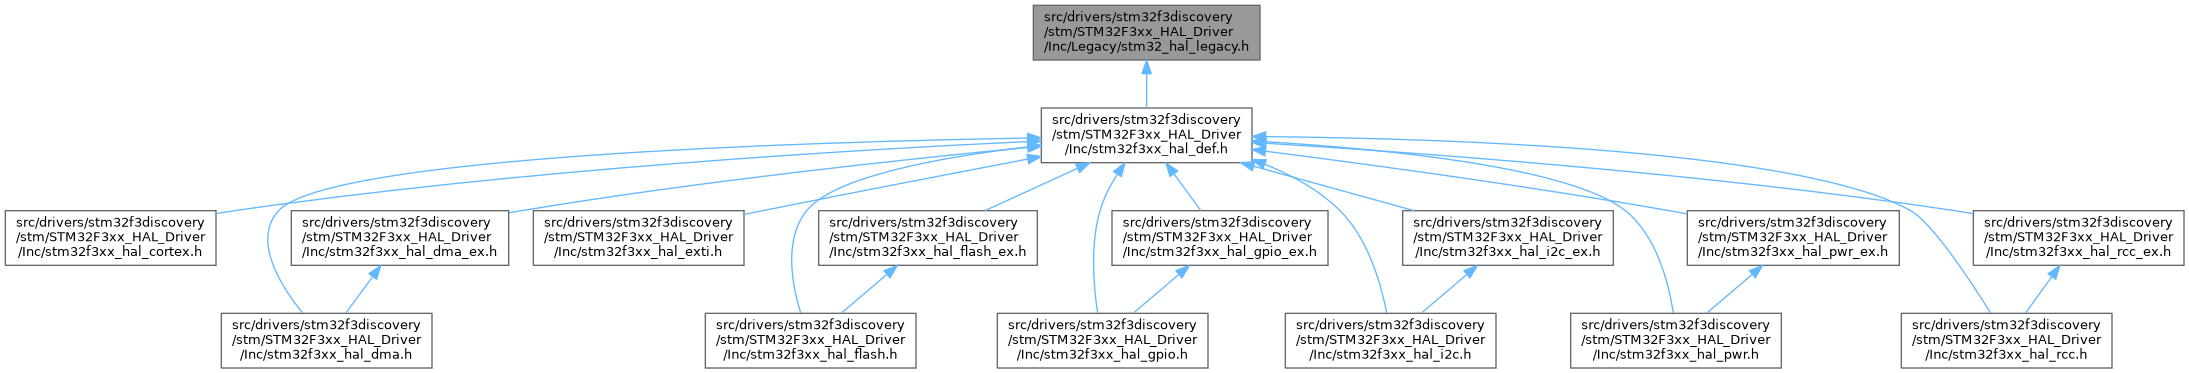 src/drivers/stm32f3discovery
/stm/STM32F3xx_HAL_Driver
/Inc/Legacy/stm32_hal_legacy.h
src/drivers/stm32f3discovery
/stm/STM32F3xx_HAL_Driver
/Inc/stm32f3xx_hal_def.h
src/drivers/stm32f3discovery
/stm/STM32F3xx_HAL_Driver
/Inc/stm32f3xx_hal_cortex.h
src/drivers/stm32f3discovery
/stm/STM32F3xx_HAL_Driver
/Inc/stm32f3xx_hal_dma_ex.h
src/drivers/stm32f3discovery
/stm/STM32F3xx_HAL_Driver
/Inc/stm32f3xx_hal_exti.h
src/drivers/stm32f3discovery
/stm/STM32F3xx_HAL_Driver
/Inc/stm32f3xx_hal_flash_ex.h
src/drivers/stm32f3discovery
/stm/STM32F3xx_HAL_Driver
/Inc/stm32f3xx_hal_gpio_ex.h
src/drivers/stm32f3discovery
/stm/STM32F3xx_HAL_Driver
/Inc/stm32f3xx_hal_i2c_ex.h
src/drivers/stm32f3discovery
/stm/STM32F3xx_HAL_Driver
/Inc/stm32f3xx_hal_pwr_ex.h
src/drivers/stm32f3discovery
/stm/STM32F3xx_HAL_Driver
/Inc/stm32f3xx_hal_rcc_ex.h
src/drivers/stm32f3discovery
/stm/STM32F3xx_HAL_Driver
/Inc/stm32f3xx_hal_dma.h
src/drivers/stm32f3discovery
/stm/STM32F3xx_HAL_Driver
/Inc/stm32f3xx_hal_flash.h
src/drivers/stm32f3discovery
/stm/STM32F3xx_HAL_Driver
/Inc/stm32f3xx_hal_gpio.h
src/drivers/stm32f3discovery
/stm/STM32F3xx_HAL_Driver
/Inc/stm32f3xx_hal_i2c.h
src/drivers/stm32f3discovery
/stm/STM32F3xx_HAL_Driver
/Inc/stm32f3xx_hal_pwr.h
src/drivers/stm32f3discovery
/stm/STM32F3xx_HAL_Driver
/Inc/stm32f3xx_hal_rcc.h